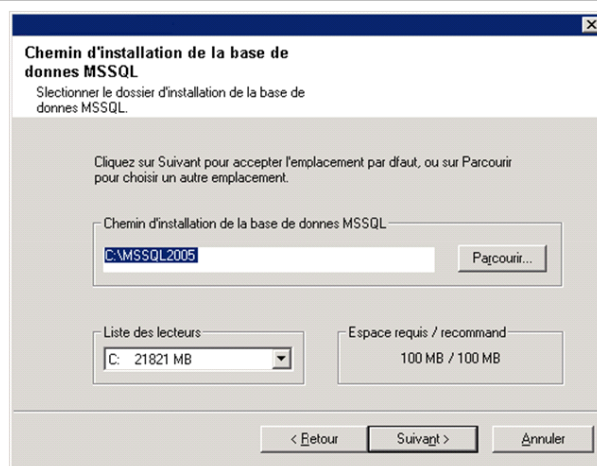 Chemin d'installation de la base de
donnes MSSQL
Slectionner le dossier d'installation de la base de
donnes MSSQL.
Cliquez sur Suivant pour accepter l'emplacement par dfaut, ou sur Parcourir
pour choisir un autre emplacement.
Chemin d'installation de la base de donnes MSSQL
C:\MSSQL2005
Parcourir...
Liste des lecteurs
Espace requis / recommand
C: 21821 MB
100 MB / 100 MB
< Retour
Suivant >
Annuler